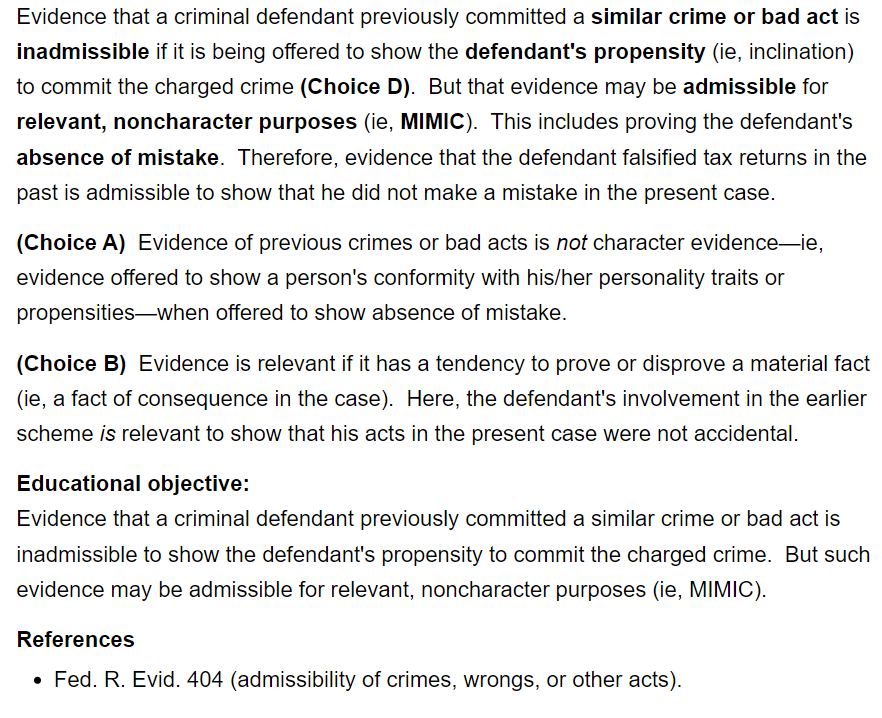 Evidence that a criminal defendant previously committed a similar crime or bad act is
inadmissible if it is being offered to show the defendant's propensity (ie, inclination)
to commit the charged crime (Choice D).  But that evidence may be admissible for
relevant, noncharacter purposes (ie, MIMIC).  This includes proving the defendant's
absence of mistake.  Therefore, evidence that the defendant falsified tax returns in the
past is admissible to show that he did not make a mistake in the present case.
(Choice A)  Evidence of previous crimes or bad acts is not character evidence—ie,
evidence offered to show a person's conformity with his/her personality traits or
propensities—when offered to show absence of mistake.
(Choice B)  Evidence is relevant if it has a tendency to prove or disprove a material fact
(ie, a fact of consequence in the case).  Here, the defendant's involvement in the earlier
scheme is relevant to show that his acts in the present case were not accidental.
Educational objective:
Evidence that a criminal defendant previously committed a similar crime or bad act is
inadmissible to show the defendant's propensity to commit the charged crime.  But such
evidence may be admissible for relevant, noncharacter purposes (ie, MIMIC).
References
• Fed. R. Evid. 404 (admissibility of crimes, wrongs, or other acts).